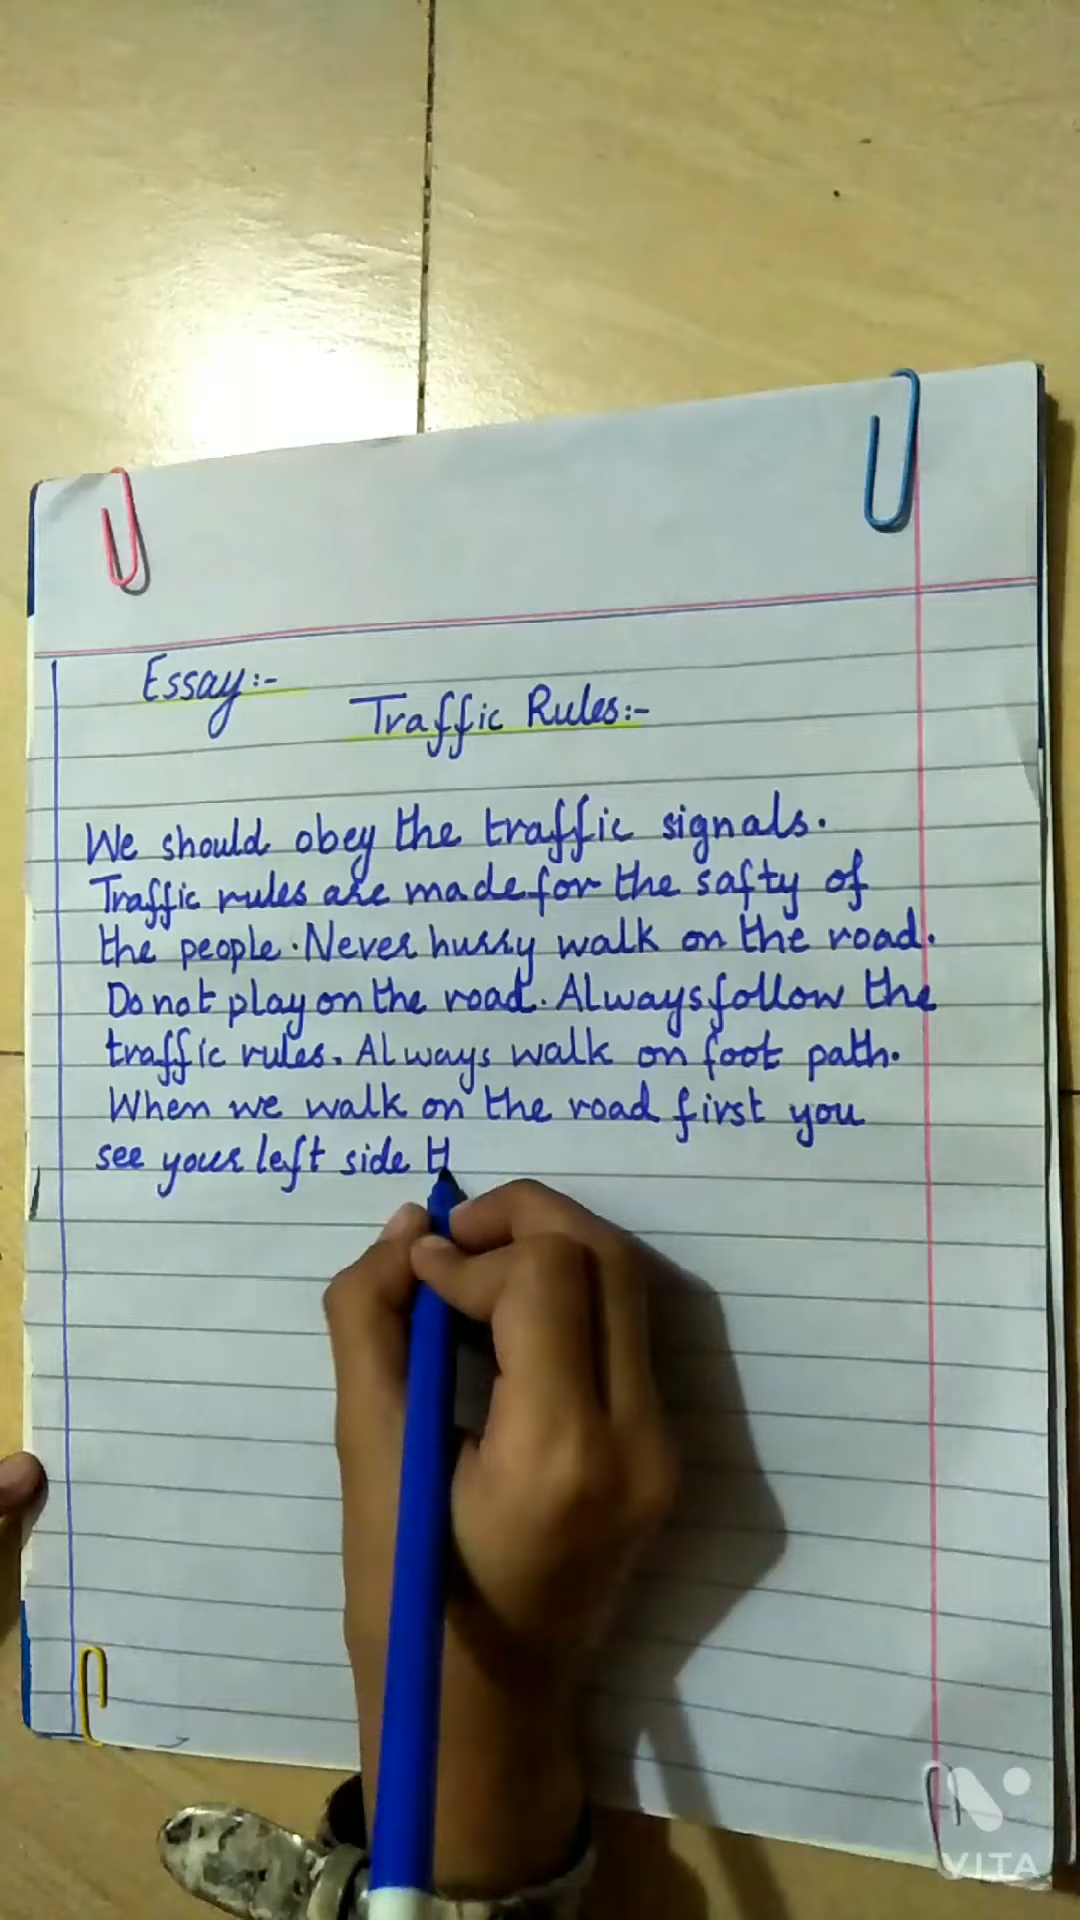 Essay:-
Traffic Rules:-
We should obey the traffic signals.
Traffic rules are made for the safty of
the people. Never hurry walk on the road.
Do not play on the road. Always follow the
traffic rules. Always walk on foot path.
When we walk on the road first you
see your left side
VITA